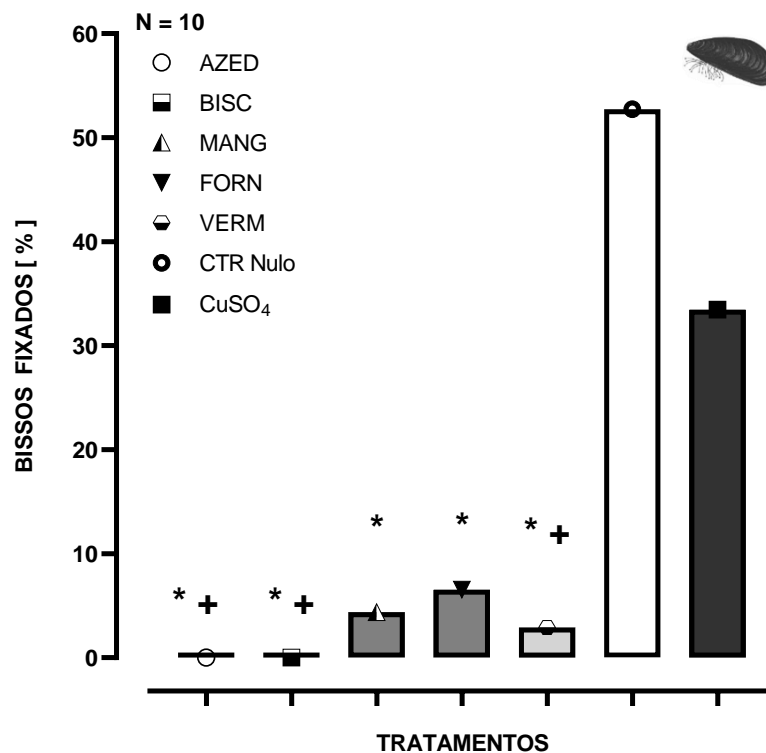 N = 10
AZED
BISC
MANG
FORN
VERM
CTR Nulo
CuSO₄
BISSOS FIXADOS [ % ]
60
50
40
30
20
10
0
* +
* +
*
*
* +
TRATAMENTOS